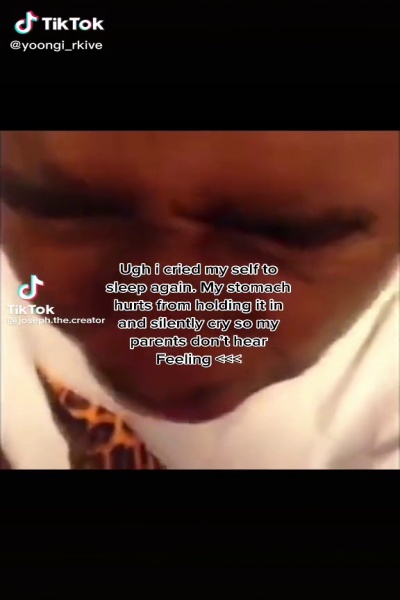 TikTok
@yoongi_rkive
Ugh i cried my self to
sleep again. My stomach
hurts from holding it in
and silently cry so my
parents don't hear
Feeling <<<
TikTok
@joseph.the.creator